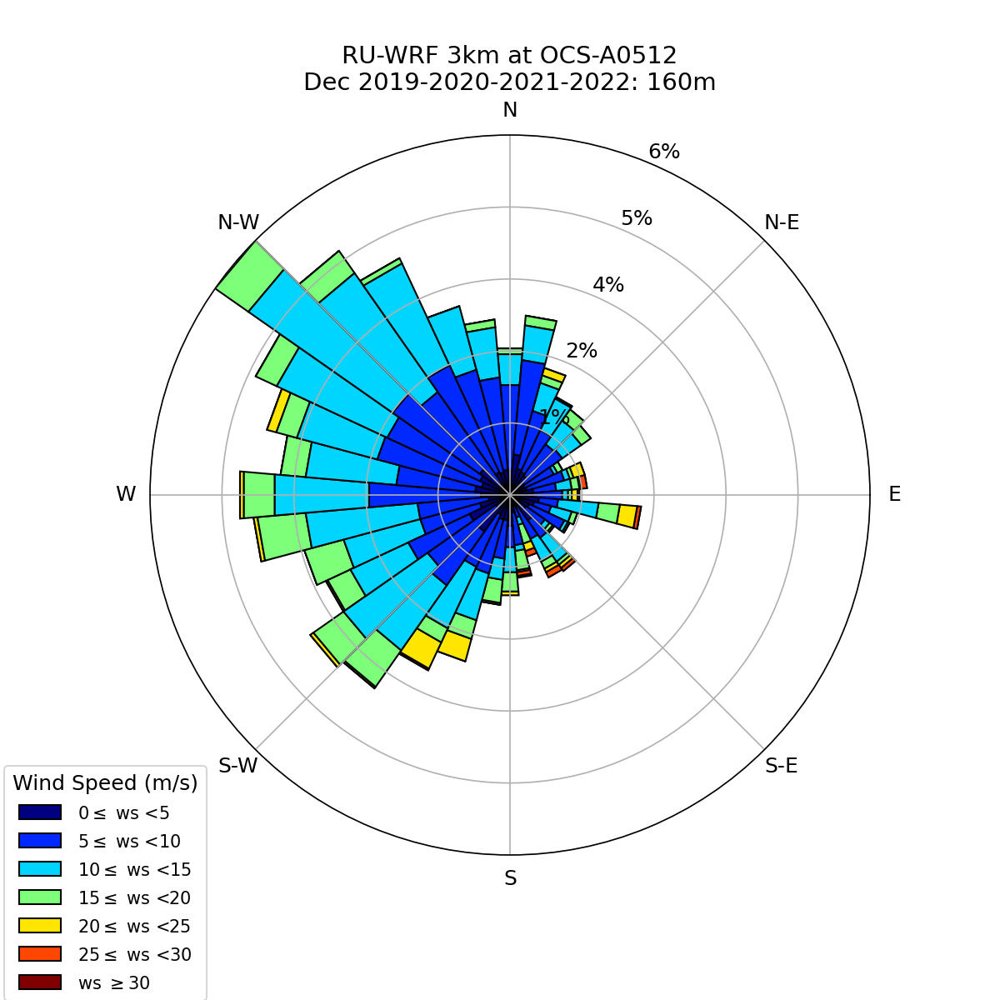 RU-WRF 3km at OCS-A0512
Dec 2019-2020-2021-2022: 160m
N
6%
N-W
5%
N-E
4%
2%
1%
W
E
S-W
S-E
S
Wind Speed (m/s)
0≤ ws <5
5≤ ws <10
10≤ ws <15
15≤ ws <20
20≤ ws <25
25≤ ws <30
ws ≥30